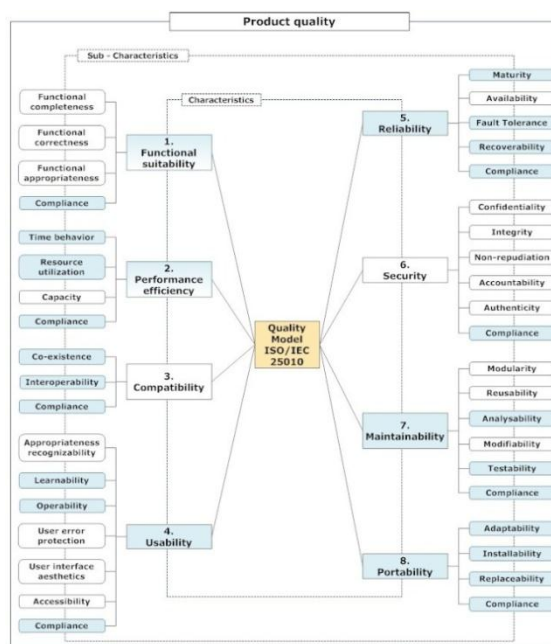 Product quality
Sub - Characteristics
Characteristics
Functional
completeness
Functional
correctness
Functional
appropriateness
Compliance
1.
Functional
suitability
Time behavior
Resource
utilization
Capacity
Compliance
2.
Performance
efficiency
Co-existence
Interoperability
Compliance
3.
Compatibility
Appropriateness
recognizability
Learnability
Operability
User error
protection
User interface
aesthetics
Accessibility
Compliance
4.
Usability
Quality
Model
ISO/IEC
25010
5.
Reliability
Maturity
Availability
Fault Tolerance
Recoverability
Compliance
6.
Security
Confidentiality
Integrity
Non-repudiation
Accountability
Authenticity
Compliance
7.
Maintainability
Modularity
Reusability
Analysability
Modifiability
Testability
Compliance
8.
Portability
Adaptability
Installability
Replaceability
Compliance